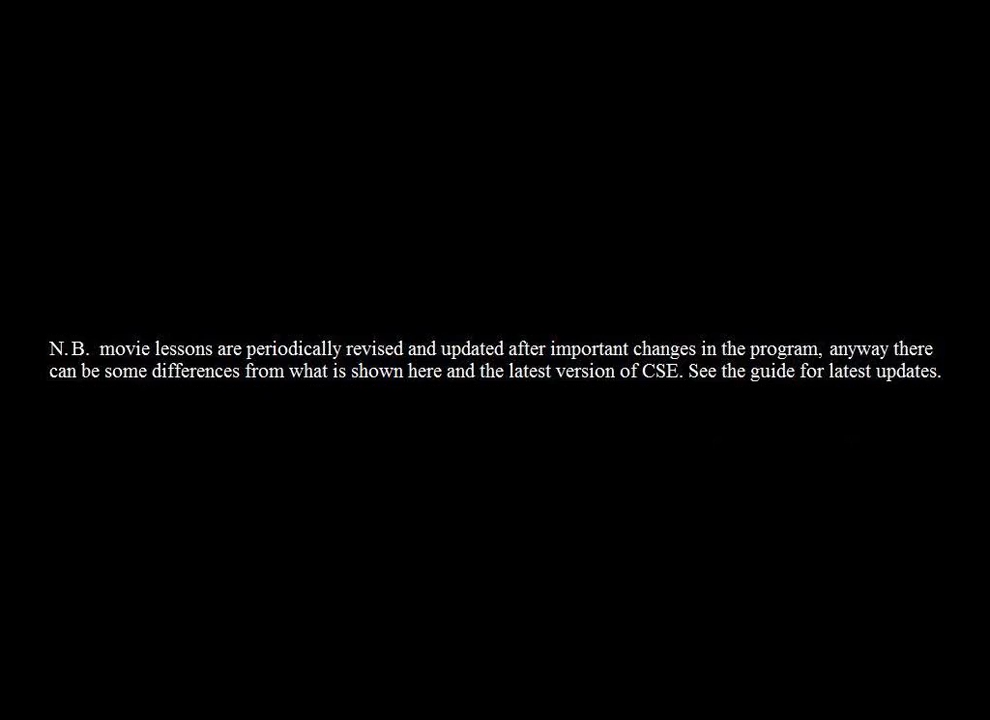 N.B. movie lessons are periodically revised and updated after important changes in the program, anyway there
can be some differences from what is shown here and the latest version of CSE. See the guide for latest updates.